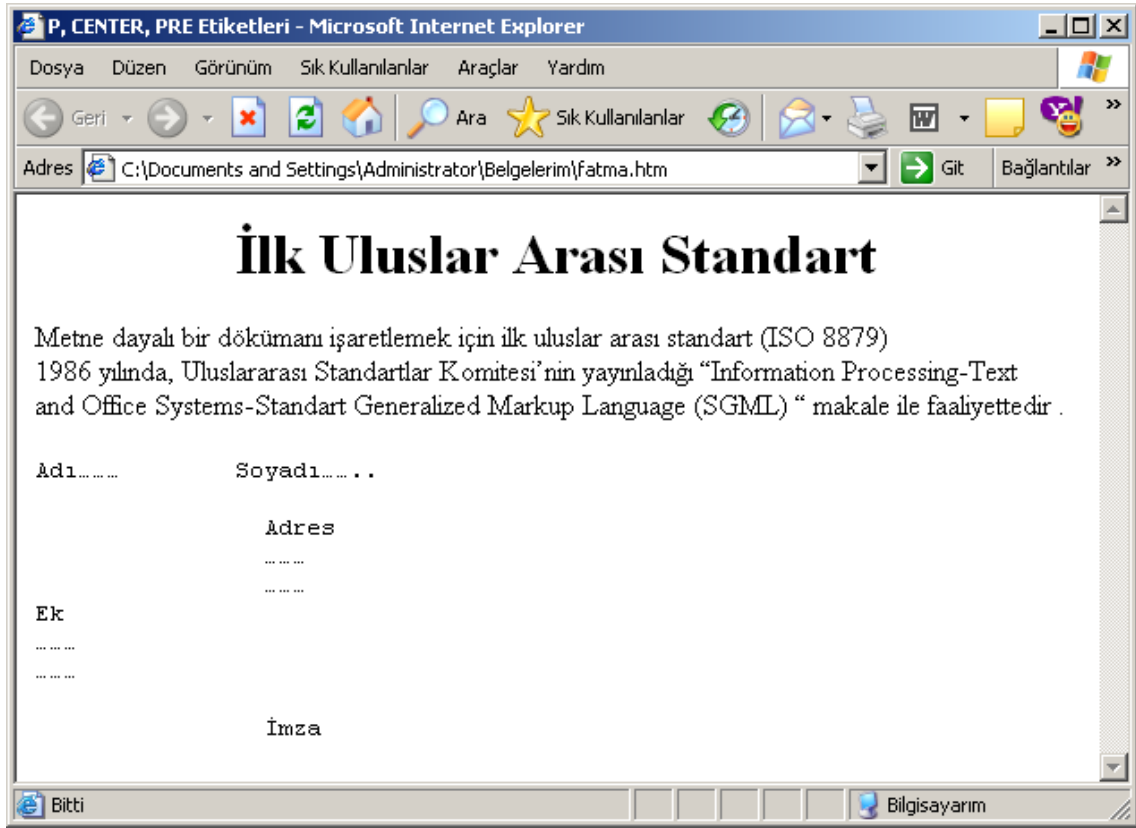 P, CENTER, PRE Etiketleri - Microsoft Internet Explorer
Dosya Düzen Görünüm Sık Kullanılanlar Araçlar Yardım
Geri Ara Sık Kullanılanlar »
Adres C:\Documents and Settings\Administrator\Belgelerim\fatma.htm Git Bağlantılar »
İlk Uluslar Arası Standart
Metne dayalı bir dökümanı işaretlemek için ilk uluslar arası standart (ISO 8879)
1986 yılında, Uluslararası Standartlar Komitesi’nin yayınladığı “Information Processing-Text
and Office Systems-Standart Generalized Markup Language (SGML) “ makale ile faaliyettedir .
Adı……… Soyadı……..
Adres
………
………
Ek
………
………
İmza
Bitti Bilgisayarım